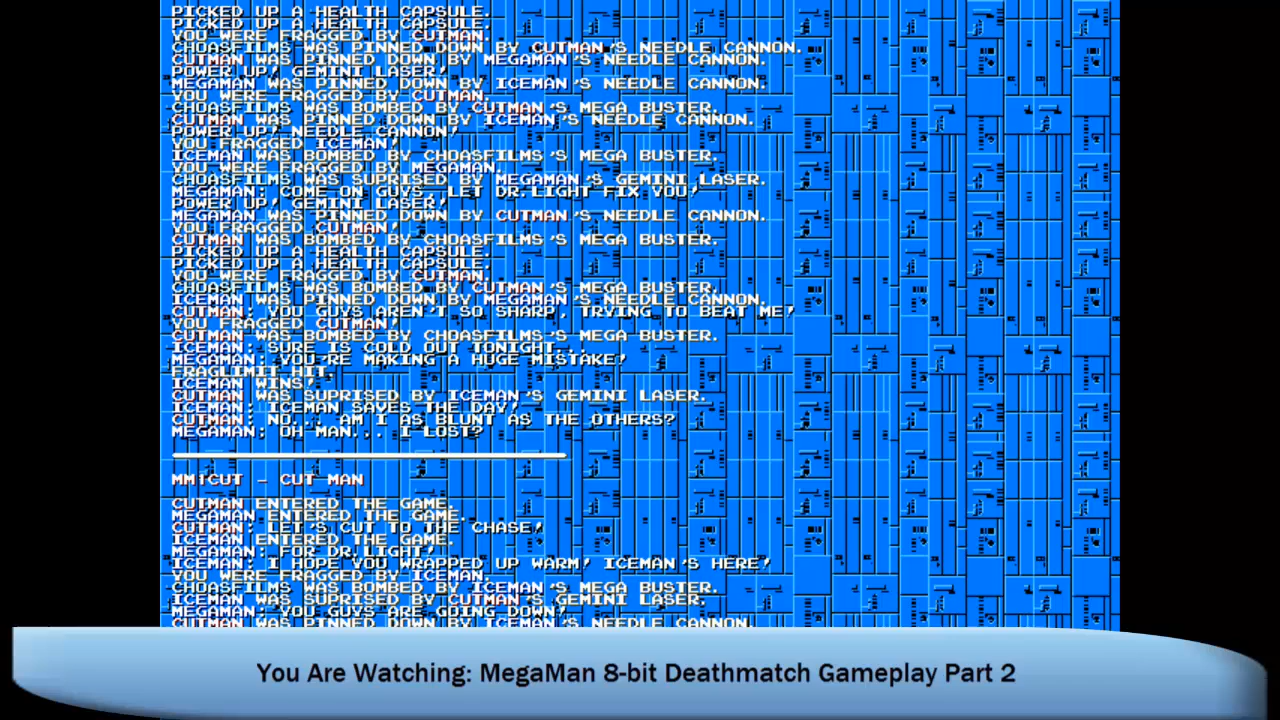 PICKED UP A HEALTH CAPSULE.
PICKED UP A HEALTH CAPSULE.
YOU WERE FRAGGED BY CUTMAN.
CHOASFILMS WAS PINNED DOWN BY CUTMAN'S NEEDLE CANNON.
CUTMAN WAS PINNED DOWN BY MEGAMAN'S NEEDLE CANNON.
POWER UP! GEMINI LASER!
MEGAMAN WAS PINNED DOWN BY ICEMAN'S NEEDLE CANNON.
YOU WERE FRAGGED BY CUTMAN.
CHOASFILMS WAS BOMBED BY CUTMAN'S MEGA BUSTER.
CUTMAN WAS PINNED DOWN BY ICEMAN'S NEEDLE CANNON.
POWER UP! NEEDLE CANNON!
YOU FRAGGED ICEMAN!
ICEMAN WAS BOMBED BY CHOASFILMS'S MEGA BUSTER.
YOU WERE FRAGGED BY MEGAMAN.
CHOASFILMS WAS SUPRISED BY MEGAMAN'S GEMINI LASER.
MEGAMAN: COME ON GUYS, LET DR.LIGHT FIX YOU!
POWER UP! GEMINI LASER!
MEGAMAN WAS PINNED DOWN BY CUTMAN'S NEEDLE CANNON.
YOU FRAGGED CUTMAN!
CUTMAN WAS BOMBED BY CHOASFILMS'S MEGA BUSTER.
PICKED UP A HEALTH CAPSULE.
PICKED UP A HEALTH CAPSULE.
YOU WERE FRAGGED BY CUTMAN.
CHOASFILMS WAS BOMBED BY CUTMAN'S MEGA BUSTER.
ICEMAN WAS PINNED DOWN BY MEGAMAN'S NEEDLE CANNON.
CUTMAN: YOU GUYS AREN'T SO SHARP, TRYING TO BEAT ME!
YOU FRAGGED CUTMAN!
CUTMAN WAS BOMBED BY CHOASFILMS'S MEGA BUSTER.
ICEMAN: SURE IS COLD OUT TONIGHT...
MEGAMAN: YOU'RE MAKING A HUGE MISTAKE!
FRAGLIMIT HIT.
ICEMAN WINS!
CUTMAN WAS SUPRISED BY ICEMAN'S GEMINI LASER.
ICEMAN: ICEMAN SAVES THE DAY!
CUTMAN: NO... AM I AS BLUNT AS THE OTHERS?
MEGAMAN: OH MAN... I LOST?
MM1CUT - CUT MAN
CUTMAN ENTERED THE GAME.
MEGAMAN ENTERED THE GAME.
CUTMAN: LET'S CUT TO THE CHASE!
ICEMAN ENTERED THE GAME.
MEGAMAN: FOR DR.LIGHT!
ICEMAN: I HOPE YOU WRAPPED UP WARM! ICEMAN'S HERE!
YOU WERE FRAGGED BY ICEMAN.
CHOASFILMS WAS BOMBED BY ICEMAN'S MEGA BUSTER.
ICEMAN WAS SUPRISED BY CUTMAN'S GEMINI LASER.
MEGAMAN: YOU GUYS ARE GOING DOWN!
CUTMAN WAS PINNED DOWN BY ICEMAN'S NEEDLE CANNON.
You Are Watching: MegaMan 8-bit Deathmatch Gameplay Part 2